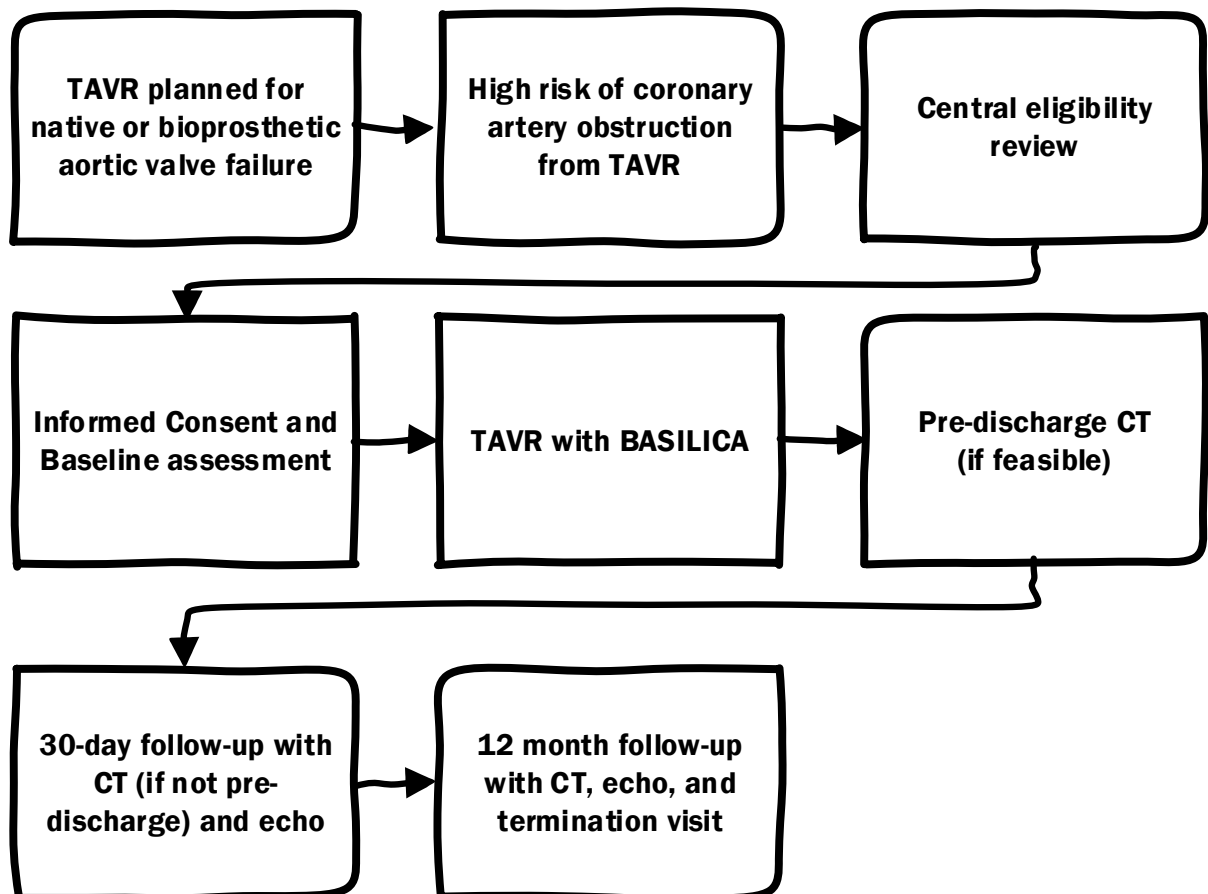 TAVR planned for
native or bioprosthetic
aortic valve failure
High risk of coronary
artery obstruction
from TAVR
Central eligibility
review
Informed Consent and
Baseline assessment
TAVR with BASILICA
Pre-discharge CT
(if feasible)
30-day follow-up with
CT (if not pre-
discharge) and echo
12 month follow-up
with CT, echo, and
termination visit